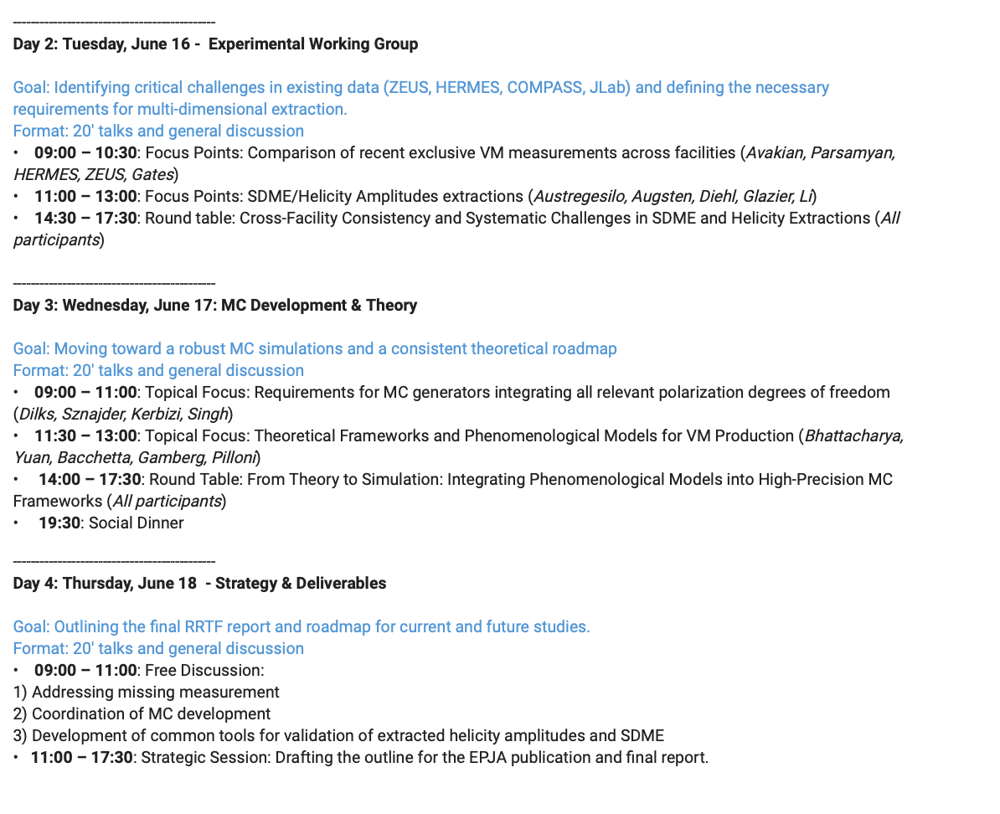 --------------------------------------------
Day 2: Tuesday, June 16 -  Experimental Working Group
Goal: Identifying critical challenges in existing data (ZEUS, HERMES, COMPASS, JLab) and defining the necessary
requirements for multi-dimensional extraction.
Format: 20' talks and general discussion
•    09:00 – 10:30: Focus Points: Comparison of recent exclusive VM measurements across facilities (Avakian, Parsamyan,
HERMES, ZEUS, Gates)
•    11:00 – 13:00: Focus Points: SDME/Helicity Amplitudes extractions (Austregesilo, Augsten, Diehl, Glazier, Li)
•    14:30 – 17:30: Round table: Cross-Facility Consistency and Systematic Challenges in SDME and Helicity Extractions (All
participants)
--------------------------------------------
Day 3: Wednesday, June 17: MC Development & Theory
Goal: Moving toward a robust MC simulations and a consistent theoretical roadmap
Format: 20' talks and general discussion
•    09:00 – 11:00: Topical Focus: Requirements for MC generators integrating all relevant polarization degrees of freedom
(Dilks, Sznajder, Kerbizi, Singh)
•    11:30 – 13:00: Topical Focus: Theoretical Frameworks and Phenomenological Models for VM Production (Bhattacharya,
Yuan, Bacchetta, Gamberg, Pilloni)
•     14:00 – 17:30: Round Table: From Theory to Simulation: Integrating Phenomenological Models into High-Precision MC
Frameworks (All participants)
•     19:30: Social Dinner
--------------------------------------------
Day 4: Thursday, June 18  - Strategy & Deliverables
Goal: Outlining the final RRTF report and roadmap for current and future studies.
Format: 20' talks and general discussion
•    09:00 – 11:00: Free Discussion:
1) Addressing missing measurement
2) Coordination of MC development
3) Development of common tools for validation of extracted helicity amplitudes and SDME
•   11:00 – 17:30: Strategic Session: Drafting the outline for the EPJA publication and final report.